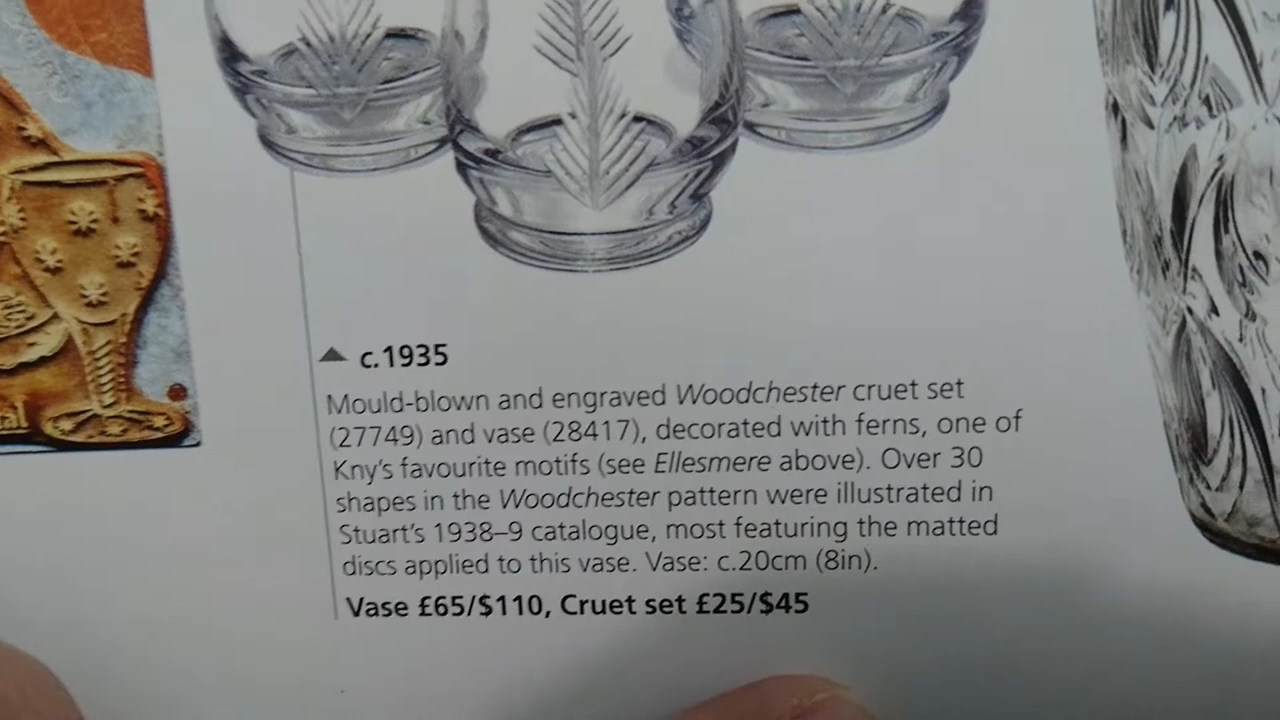 c.1935
Mould-blown and engraved Woodchester cruet set
(27749) and vase (28417), decorated with ferns, one of
Kny's favourite motifs (see Ellesmere above). Over 30
shapes in the Woodchester pattern were illustrated in
Stuart's 1938–9 catalogue, most featuring the matted
discs applied to this vase. Vase: c.20cm (8in).
Vase £65/$110, Cruet set £25/$45